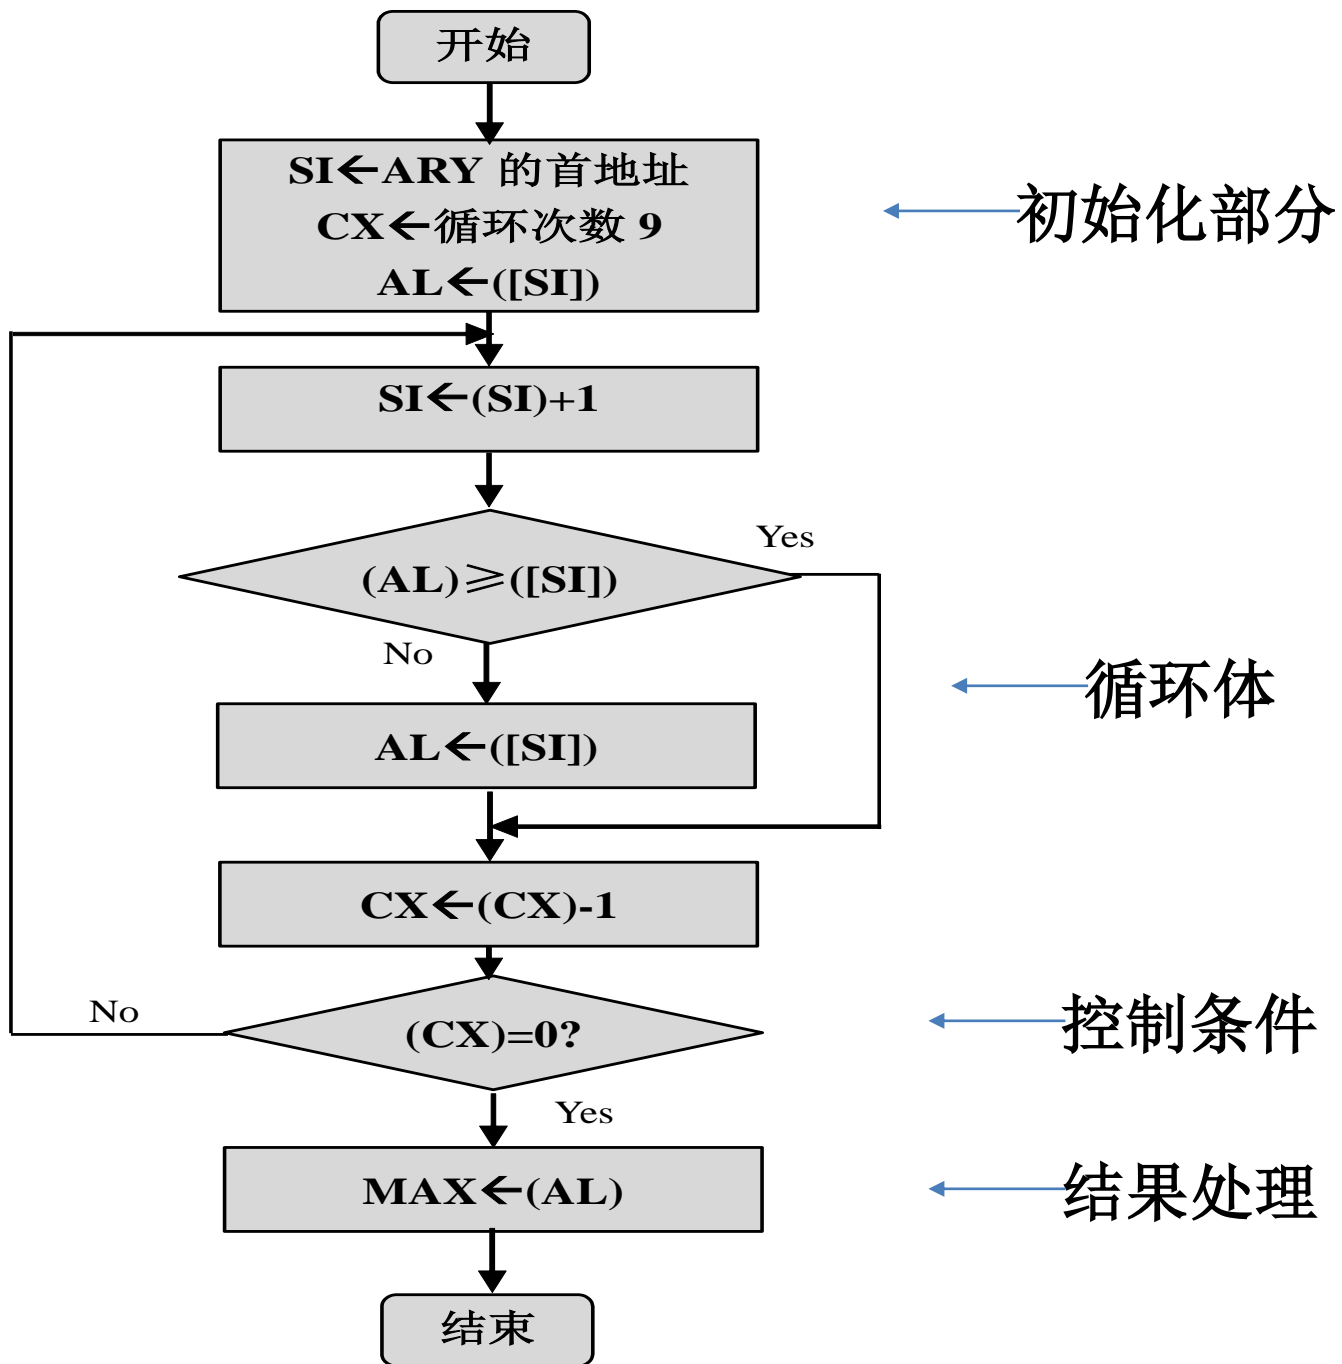 开始
SI←ARY 的首地址
CX←循环次数 9
AL←([SI])
初始化部分
SI←(SI)+1
Yes
(AL)≥([SI])
No
循环体
AL←([SI])
CX←(CX)-1
No
(CX)=0?
控制条件
Yes
MAX←(AL)
结果处理
结束